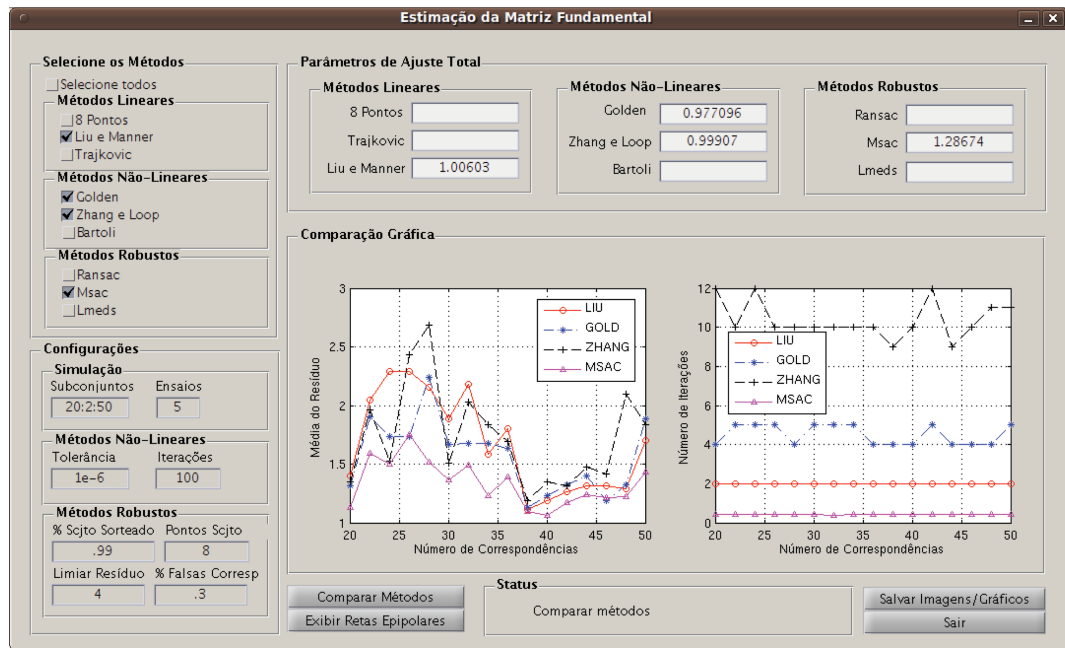 Estimação da Matriz Fundamental
Selecione os Métodos
Selecione todos
Métodos Lineares
8 Pontos
Liu e Manner
Trajkovic
Métodos Não-Lineares
Golden
Zhang e Loop
Bartoli
Métodos Robustos
Ransac
Msac
Lmeds
Configurações
Simulação
Subconjuntos Ensaios
20:2:50 5
Métodos Não-Lineares
Tolerância Iterações
1e-6 100
Métodos Robustos
% Scjto Sorteado Pontos Scjto
.99 8
Limiar Resíduo % Falsas Corresp
4 .3
Parâmetros de Ajuste Total
Métodos Lineares
8 Pontos
Trajkovic
Liu e Manner 1.00603
Métodos Não-Lineares
Golden 0.977096
Zhang e Loop 0.99907
Bartoli
Métodos Robustos
Ransac
Msac 1.28674
Lmeds
Comparação Gráfica
Média do Resíduo
3
2.5
2
1.5
1
20 25 30 35 40 45 50
Número de Correspondências
LIU
GOLD
ZHANG
MSAC
Número de Iterações
12
10
8
6
4
2
0
20 25 30 35 40 45 50
Número de Correspondências
LIU
GOLD
ZHANG
MSAC
Comparar Métodos
Exibir Retas Epipolares
Status
Comparar métodos
Salvar Imagens/Gráficos
Sair